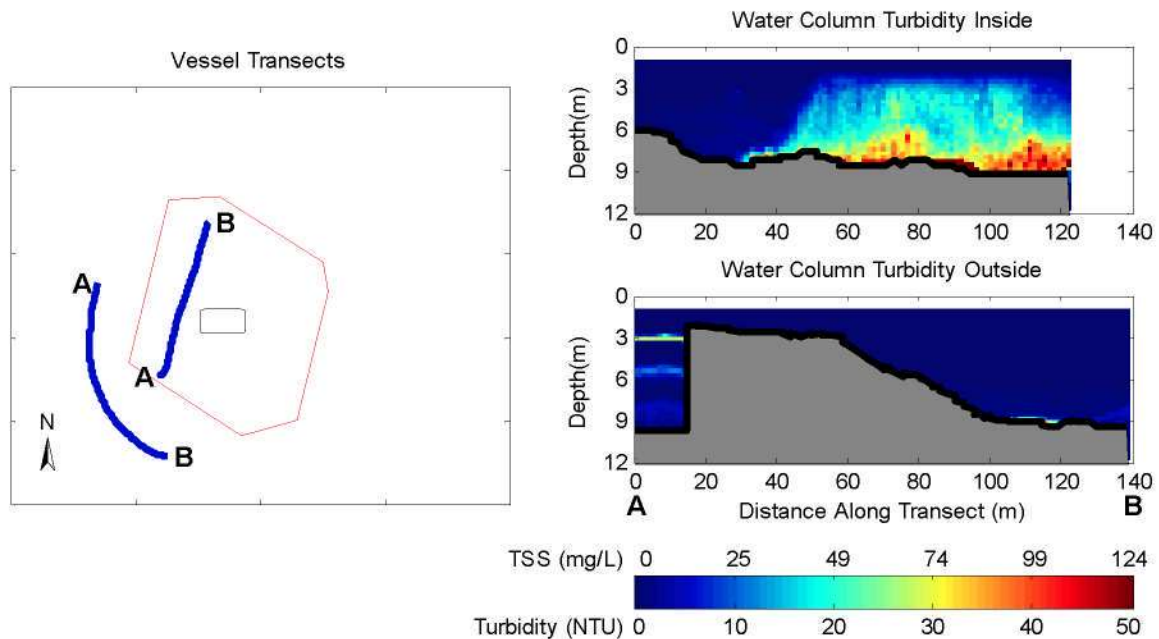 Vessel Transects
B
A
A
B
N
Water Column Turbidity Inside
0
3
6
9
12
Depth(m)
0 20 40 60 80 100 120 140
Water Column Turbidity Outside
0
3
6
9
12
Depth(m)
0 20 40 60 80 100 120 140
A Distance Along Transect (m) B
TSS (mg/L) 0 25 49 74 99 124
Turbidity (NTU) 0 10 20 30 40 50